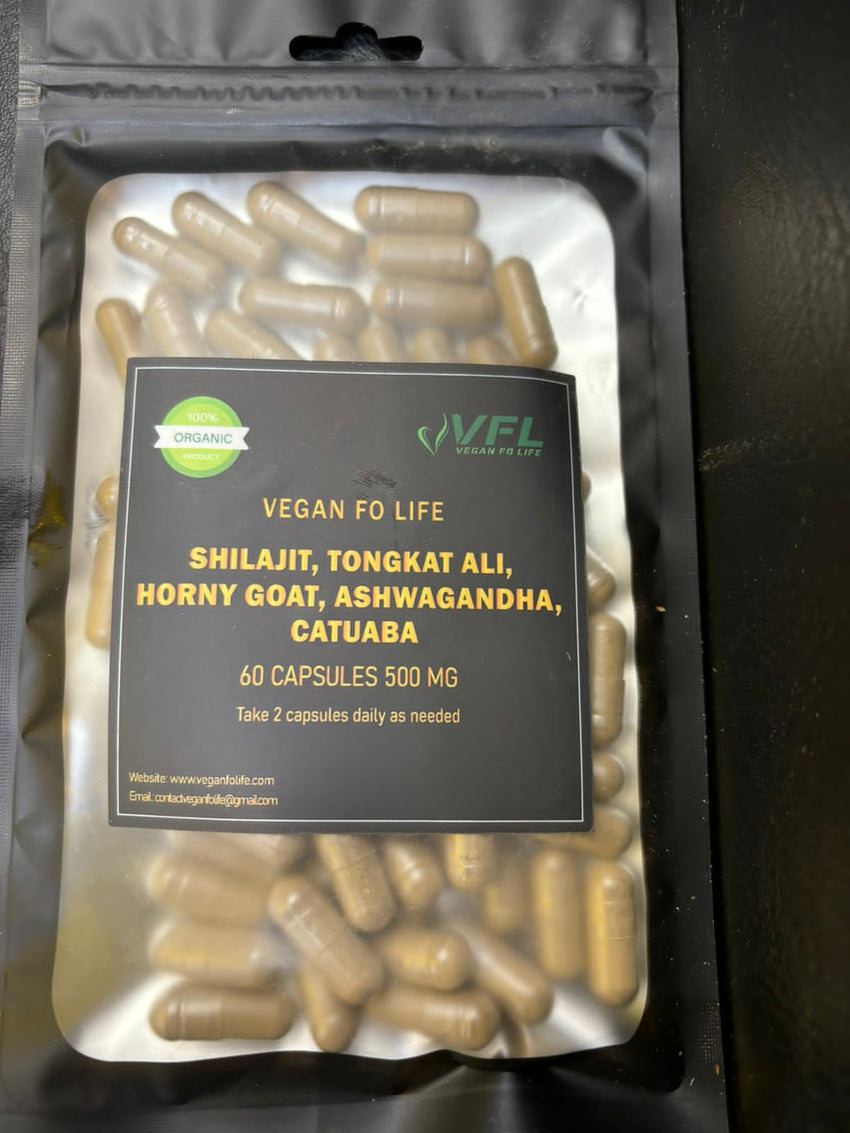 100%
ORGANIC
PRODUCT
VFL
VEGAN FO LIFE
VEGAN FO LIFE
SHILAJIT, TONGKAT ALI,
HORNY GOAT, ASHWAGANDHA,
CATUABA
60 CAPSULES 500 MG
Take 2 capsules daily as needed
Website: www.veganfolife.com
Email: contactveganfolife@gmail.com